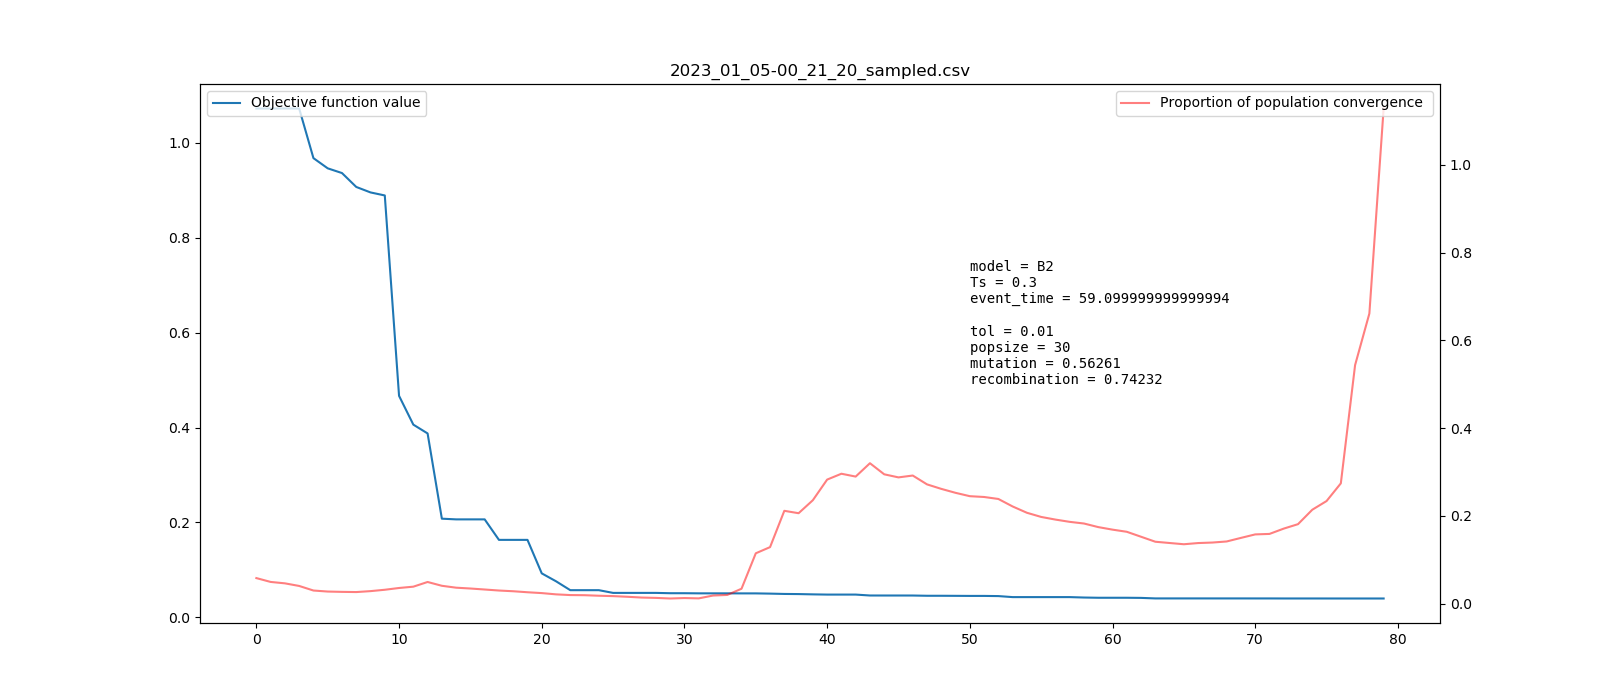 2023_01_05-00_21_20_sampled.csv
Objective function value
Proportion of population convergence
1.0
0.8
0.6
0.4
0.2
0.0
model = B2
Ts = 0.3
event_time = 59.099999999999994
tol = 0.01
popsize = 30
mutation = 0.56261
recombination = 0.74232
1.0
0.8
0.6
0.4
0.2
0.0
0 10 20 30 40 50 60 70 80